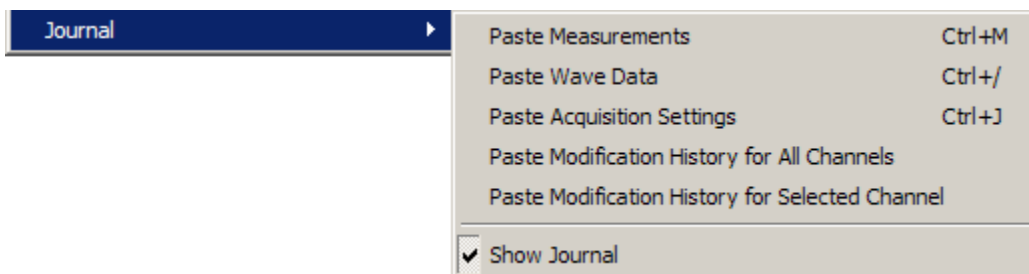 Journal
Paste Measurements Ctrl+M
Paste Wave Data Ctrl+/
Paste Acquisition Settings Ctrl+J
Paste Modification History for All Channels
Paste Modification History for Selected Channel
Show Journal